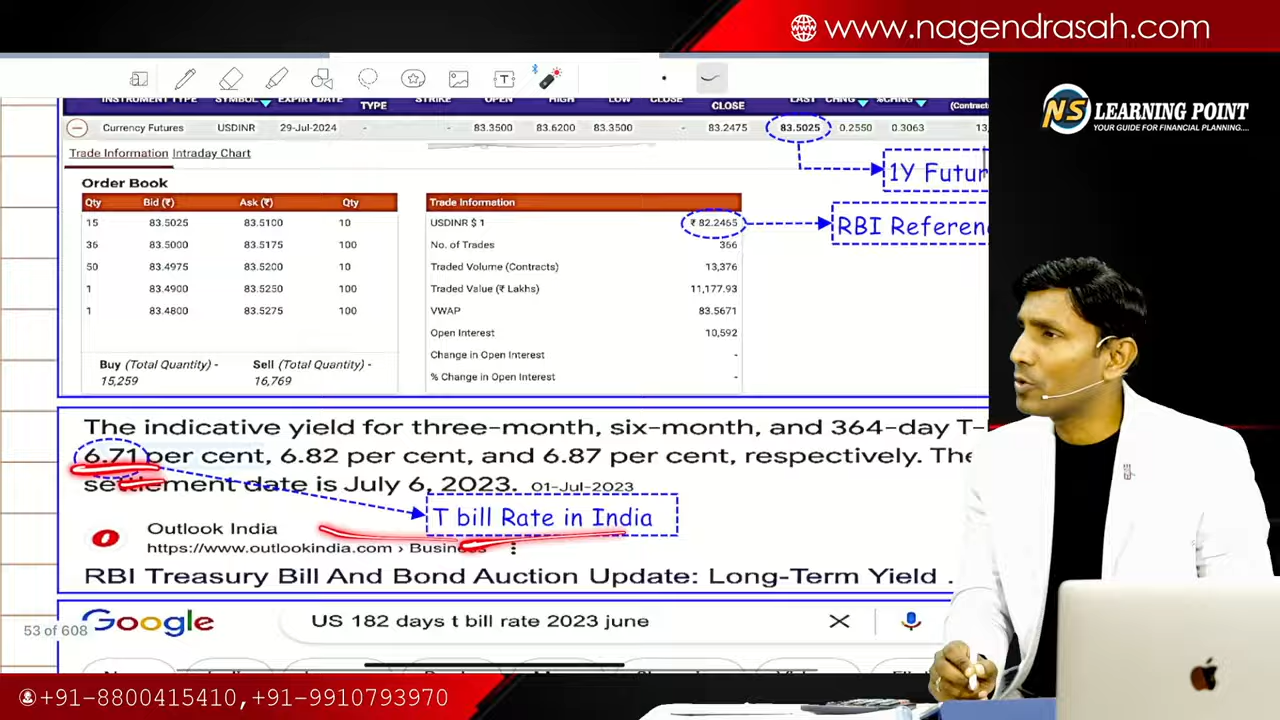 www.nagendrasah.com
NS LEARNING POINT
YOUR GUIDE FOR FINANCIAL PLANNING....
INSTRUMENT TYPE SYMBOL EXPIRY DATE TYPE STRIKE OPEN HIGH LOW CLOSE CLOSE LAST CHNG %CHNG (Contracts
Currency Futures USDINR 29-Jul-2024 - - 83.3500 83.6200 83.3500 - 83.2475 83.5025 0.2550 0.3063 13,
Trade Information Intraday Chart
1Y Futur
Order Book
Qty Bid (₹) Ask (₹) Qty
15 83.5025 83.5100 10
36 83.5000 83.5175 100
50 83.4975 83.5200 10
1 83.4900 83.5250 100
1 83.4800 83.5275 100
Buy (Total Quantity) - 15,259
Sell (Total Quantity) - 16,769
Trade Information
USDINR $ 1 ₹ 82.2465
RBI Referen
No. of Trades 366
Traded Volume (Contracts) 13,376
Traded Value (₹ Lakhs) 11,177.93
VWAP 83.5671
Open Interest 10,592
Change in Open Interest -
% Change in Open Interest -
The indicative yield for three-month, six-month, and 364-day T-
6.71 per cent, 6.82 per cent, and 6.87 per cent, respectively. The
settlement date is July 6, 2023. 01-Jul-2023
T bill Rate in India
Outlook India
https://www.outlookindia.com › Business
RBI Treasury Bill And Bond Auction Update: Long-Term Yield .
Google US 182 days t bill rate 2023 june
53 of 608
+91-8800415410,+91-9910793970